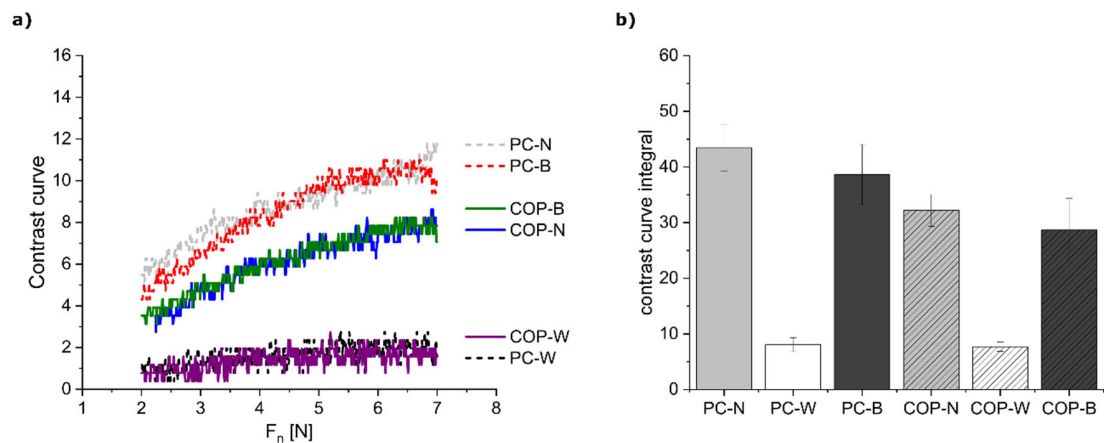 a)
Contrast curve
16
14
12
10
8
6
4
2
0
1
2
3
4
5
6
7
8
Fn [N]
PC-N
PC-B
COP-B
COP-N
COP-W
PC-W
b)
contrast curve integral
60
50
40
30
20
10
0
PC-N
PC-W
PC-B
COP-N
COP-W
COP-B